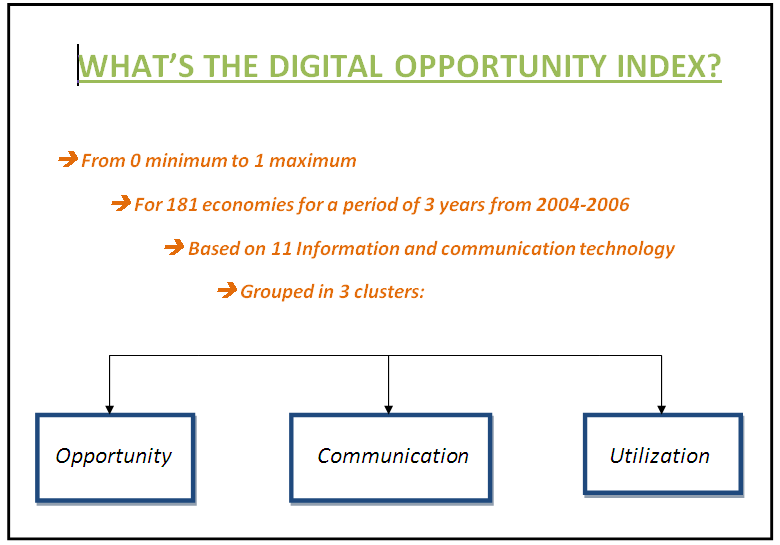 WHAT'S THE DIGITAL OPPORTUNITY INDEX?
➔ From 0 minimum to 1 maximum
➔ For 181 economies for a period of 3 years from 2004-2006
➔ Based on 11 Information and communication technology
➔ Grouped in 3 clusters:
Opportunity Communication Utilization